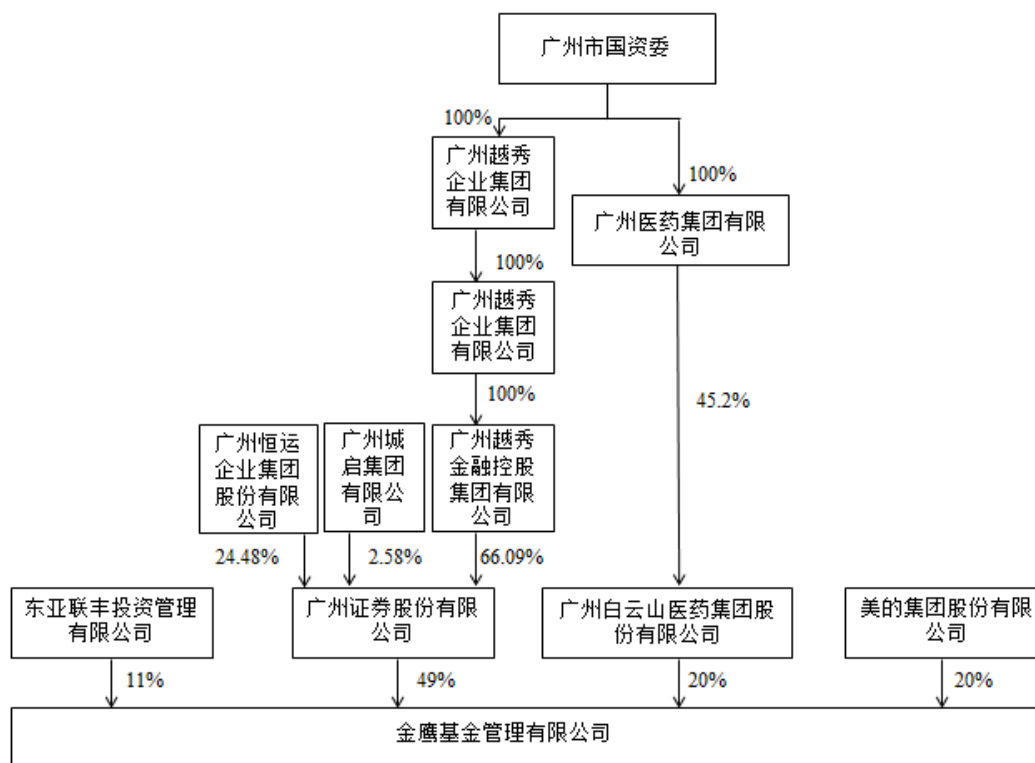 广州市国资委
100%
广州越秀
企业集团
有限公司
100%
广州医药集团有限
公司
100%
广州越秀
企业集团
有限公司
100%
45.2%
广州恒运
企业集团
股份有限
公司
广州城
启集团
有限公
司
广州越秀
金融控股
集团有限
公司
24.48%
2.58%
66.09%
东亚联丰投资管理
有限公司
广州证券股份有限
公司
广州白云山医药集团股
份有限公司
美的集团股份有限
公司
11%
49%
20%
20%
金鹰基金管理有限公司